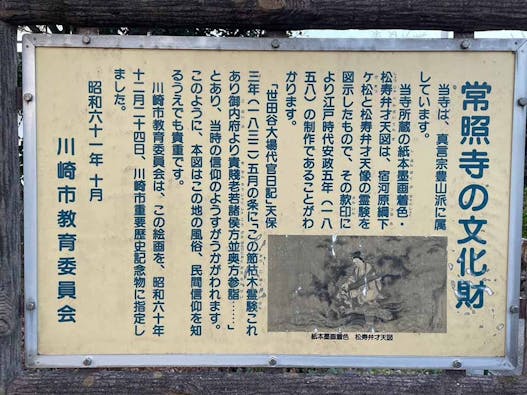 常照寺の文化財
当寺は、真言宗豊山派に属
しています。
当寺所蔵の紙本墨画着色・
松寿弁才天図は、宿河原綱下
ケ松と松寿弁才天像の霊験を
図示したもので、その款印に
より江戸時代安政五年(一八
五八)の制作であることがわ
かります。
「世田谷大場代官日記」天保
三年(一八三二)五月の条に「この節枯木霊験これ
あり御内府より貴賤老若諸侯方並奥方参詣……」
とあり、当時の信仰のようすがうかがわれます。
このように、本図はこの地の風俗、民間信仰を知
るうえでも貴重です。
川崎市教育委員会は、この絵画を、昭和六十年
十二月二十四日、川崎市重要歴史記念物に指定し
ました。
昭和六十一年十月
川崎市教育委員会
紙本墨画着色 松寿弁才天図